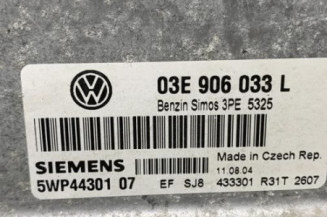 03E 906 033 L
Benzin Simos 3PE 5325
SIEMENS
Made in Czech Rep.
11.08.04
5WP44301 07 EF SJ8 433301 R31T 2607